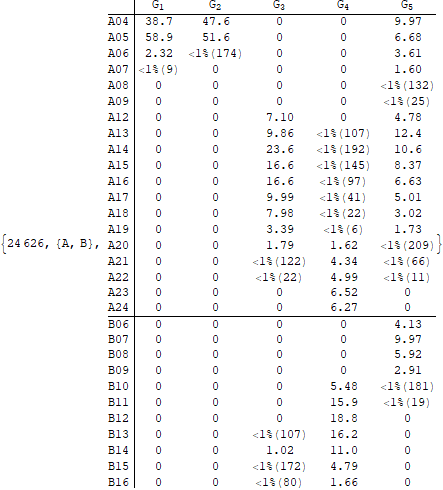 G1 G2 G3 G4 G5
A04 38.7 47.6 0 0 9.97
A05 58.9 51.6 0 0 6.68
A06 2.32 <1%(174) 0 0 3.61
A07 <1%(9) 0 0 0 1.60
A08 0 0 0 0 <1%(132)
A09 0 0 0 0 <1%(25)
A12 0 0 7.10 0 4.78
A13 0 0 9.86 <1%(107) 12.4
A14 0 0 23.6 <1%(192) 10.6
A15 0 0 16.6 <1%(145) 8.37
A16 0 0 16.6 <1%(97) 6.63
A17 0 0 9.99 <1%(41) 5.01
A18 0 0 7.98 <1%(22) 3.02
A19 0 0 3.39 <1%(6) 1.73
{24626, {A, B}, A20 0 0 1.79 1.62 <1%(209)}
A21 0 0 <1%(122) 4.34 <1%(66)
A22 0 0 <1%(22) 4.99 <1%(11)
A23 0 0 0 6.52 0
A24 0 0 0 6.27 0
B06 0 0 0 0 4.13
B07 0 0 0 0 9.97
B08 0 0 0 0 5.92
B09 0 0 0 0 2.91
B10 0 0 0 5.48 <1%(181)
B11 0 0 0 15.9 <1%(19)
B12 0 0 0 18.8 0
B13 0 0 <1%(107) 16.2 0
B14 0 0 1.02 11.0 0
B15 0 0 <1%(172) 4.79 0
B16 0 0 <1%(80) 1.66 0